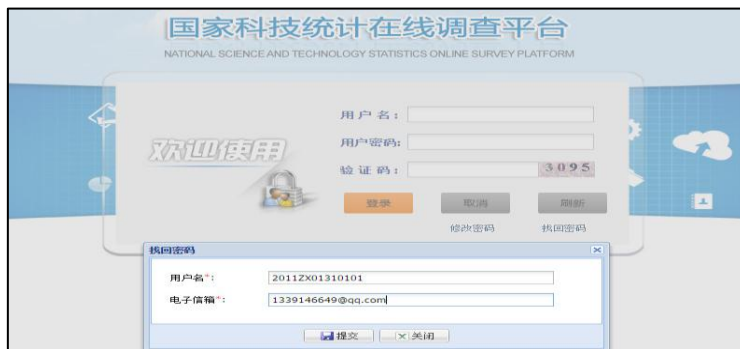 国家科技统计在线调查平台
NATIONAL SCIENCE AND TECHNOLOGY STATISTICS ONLINE SURVEY PLATFORM
欢迎使用
用 户 名：
用户密码:
验 证 码： 3095
登录 取消 刷新
修改密码 找回密码
找回密码
用户名*： 2011ZX01310101
电子信箱*： 1339146649@qq.com
提交 关闭